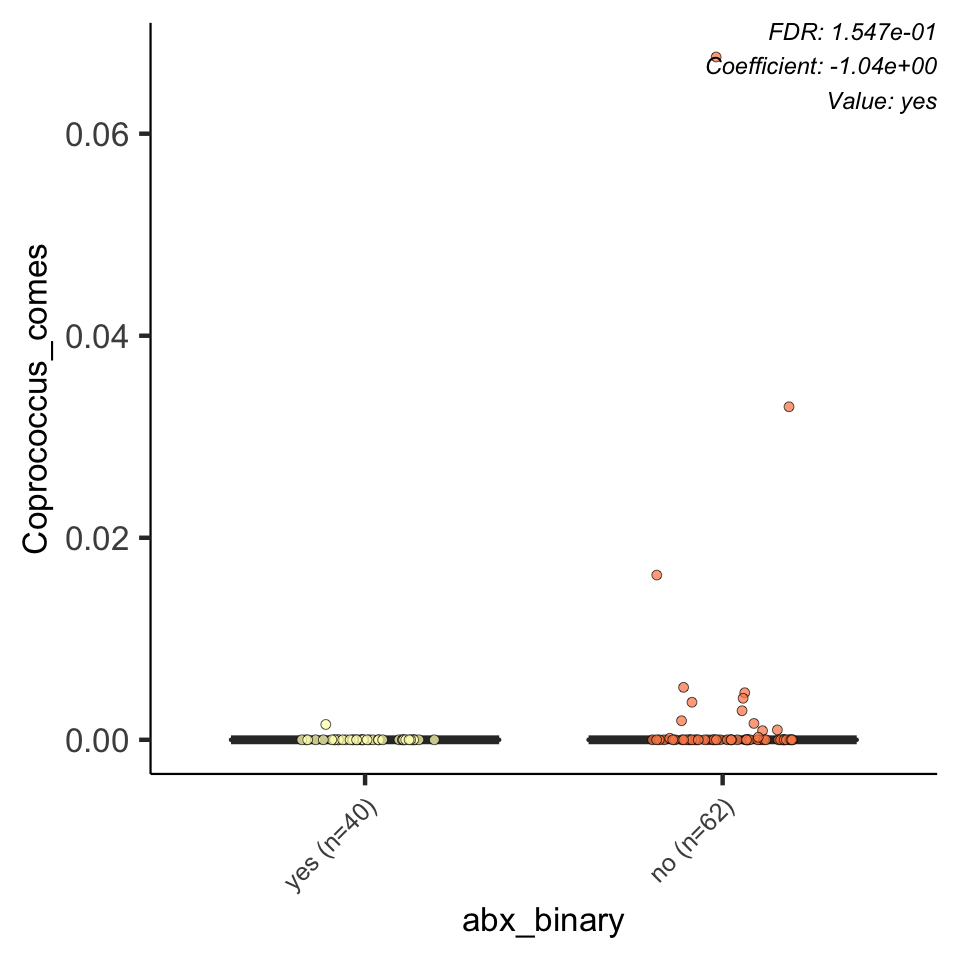 FDR: 1.547e-01
Coefficient: -1.04e+00
Value: yes
Coprococcus_comes
0.06
0.04
0.02
0.00
yes (n=40)
no (n=62)
abx_binary